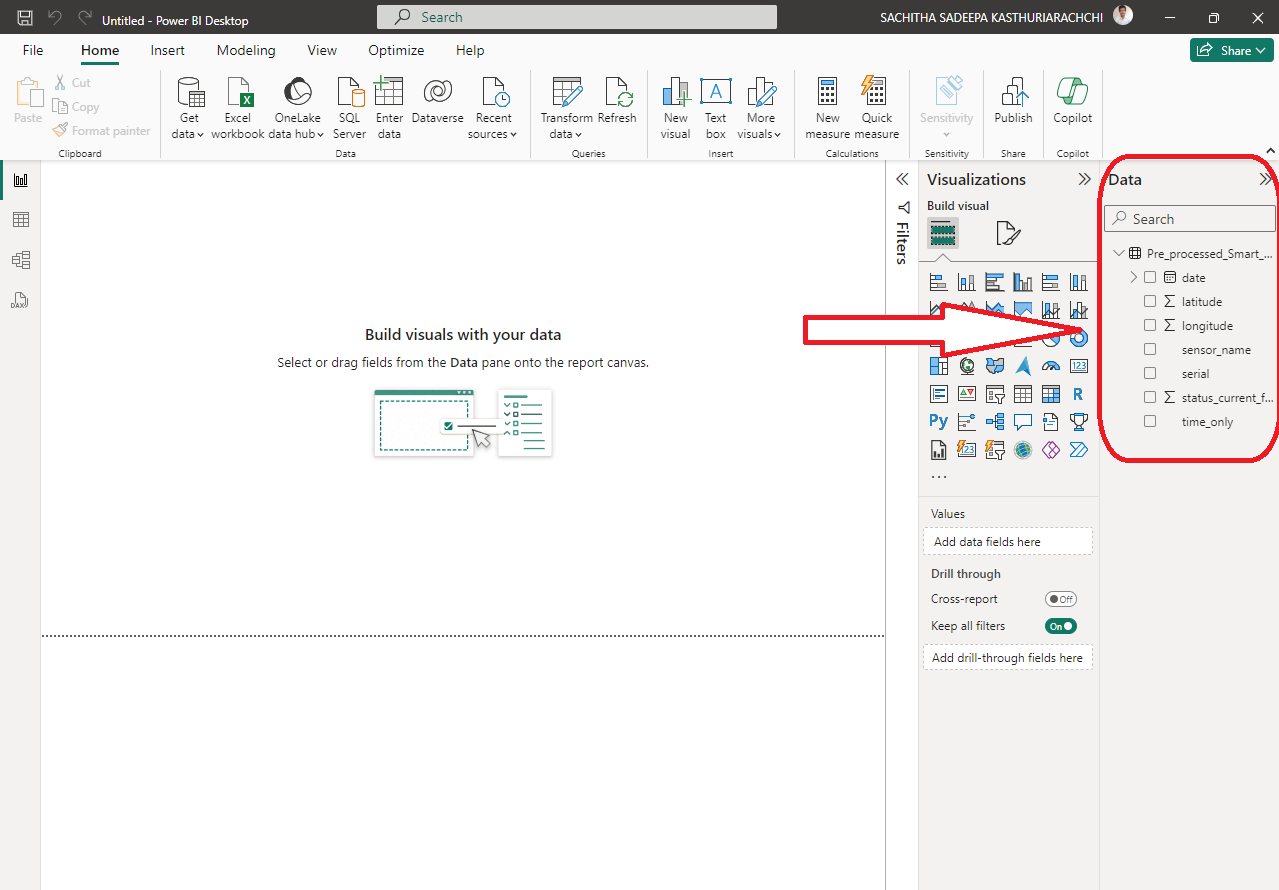 Untitled - Power BI Desktop
Search
SACHITHA SADEEPA KASTHURIARACHCHI
File Home Insert Modeling View Optimize Help
Share
Paste
Cut
Copy
Format painter
Clipboard
Get data
Excel workbook
OneLake data hub
SQL Server
Enter data
Dataverse
Recent sources
Data
Transform data
Refresh
Queries
New visual
Text box
More visuals
Insert
New measure
Quick measure
Calculations
Sensitivity
Sensitivity
Publish
Share
Copilot
Copilot
DAX
Build visuals with your data
Select or drag fields from the Data pane onto the report canvas.
Filters
Visualizations
Build visual
123
R
Py
123
...
Values
Add data fields here
Drill through
Cross-report
Off
Keep all filters
On
Add drill-through fields here
Data
Search
Pre_processed_Smart_...
date
latitude
longitude
sensor_name
serial
status_current_f...
time_only